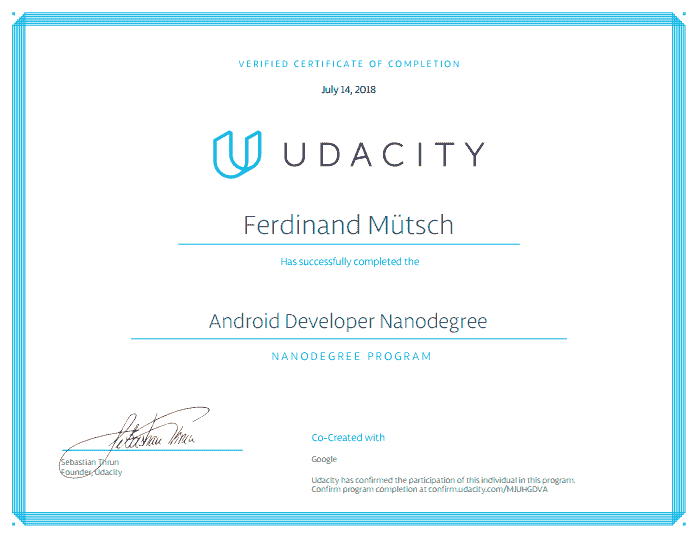 VERIFIED CERTIFICATE OF COMPLETION
July 14, 2018
UDACITY
Ferdinand Mütsch
Has successfully completed the
Android Developer Nanodegree
NANODEGREE PROGRAM
Sebastian Thrun
Sebastian Thrun
Founder, Udacity
Co-Created with
Google
Udacity has confirmed the participation of this individual in this program.
Confirm program completion at confirm.udacity.com/MJUHGDVA